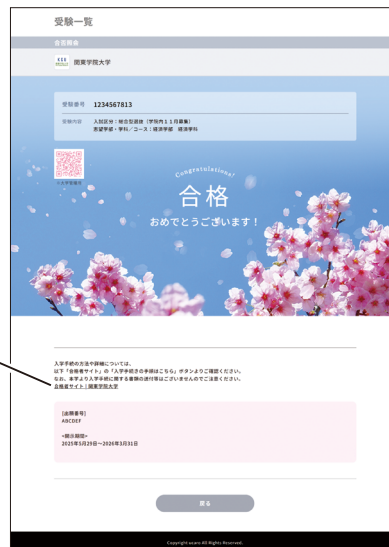 受験一覧
合否照会
KGU 関東学院大学
受験番号 1234567813
受験内容 入試区分:総合型選抜(学院内11月募集)
志望学部・学科/コース:経済学部 経済学科
入学手続専用
Congratulations!
合格
おめでとうございます!
入学手続の方法や詳細については、
以下「合格者サイト」の「入学手続きの手順はこちら」ボタンよりご確認ください。
なお、本学より入学手続に関する書類の送付等はございませんのでご注意ください。
合格者サイト|関東学院大学
[出願番号]
ABCDEF
<開示期間>
2025年5月29日~2026年3月31日
戻る
Copyright ucaro All Rights Reserved.